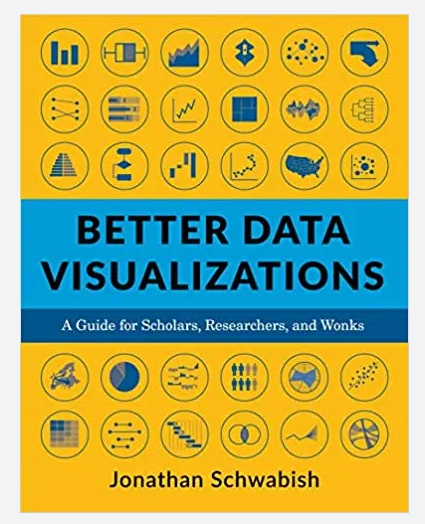 BETTER DATA
VISUALIZATIONS
A Guide for Scholars, Researchers, and Wonks
Jonathan Schwabish